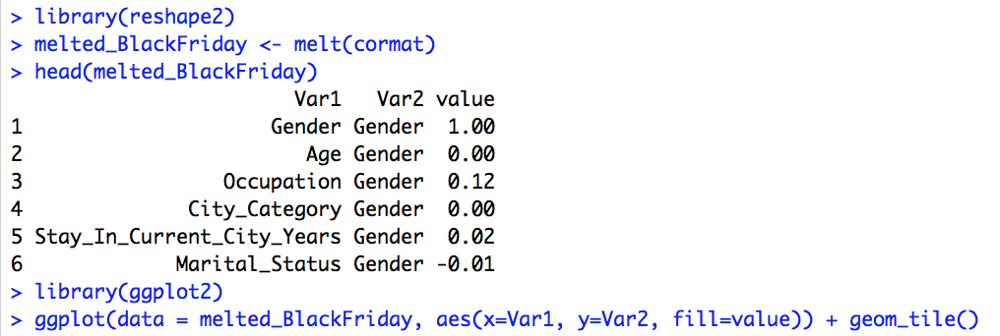 > library(reshape2)
> melted_BlackFriday <- melt(cormat)
> head(melted_BlackFriday)
                      Var1   Var2 value
1                   Gender Gender  1.00
2                      Age Gender  0.00
3               Occupation Gender  0.12
4            City_Category Gender  0.00
5 Stay_In_Current_City_Years Gender  0.02
6           Marital_Status Gender -0.01
> library(ggplot2)
> ggplot(data = melted_BlackFriday, aes(x=Var1, y=Var2, fill=value)) + geom_tile()